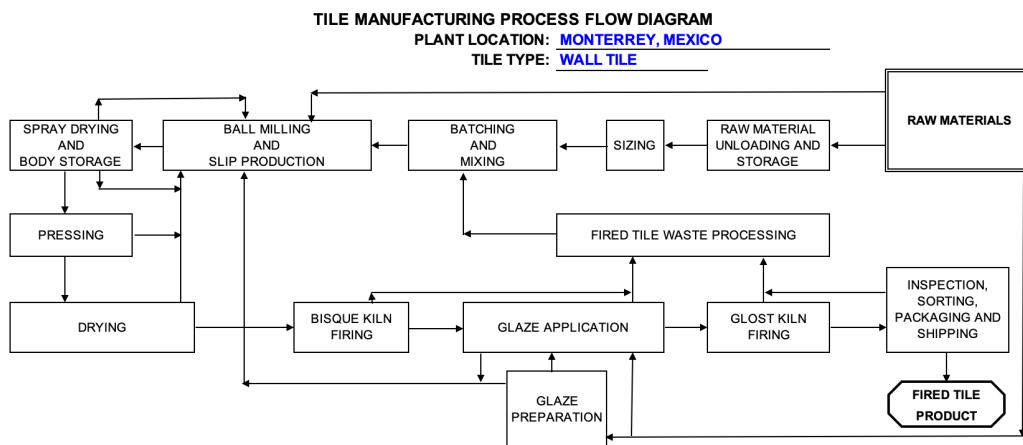 TILE MANUFACTURING PROCESS FLOW DIAGRAM
PLANT LOCATION: MONTERREY, MEXICO
TILE TYPE: WALL TILE
SPRAY DRYING
AND
BODY STORAGE
BALL MILLING
AND
SLIP PRODUCTION
BATCHING
AND
MIXING
SIZING
RAW MATERIAL
UNLOADING AND
STORAGE
RAW MATERIALS
PRESSING
FIRED TILE WASTE PROCESSING
DRYING
BISQUE KILN
FIRING
GLAZE APPLICATION
GLOST KILN
FIRING
INSPECTION,
SORTING,
PACKAGING AND
SHIPPING
GLAZE
PREPARATION
FIRED TILE
PRODUCT